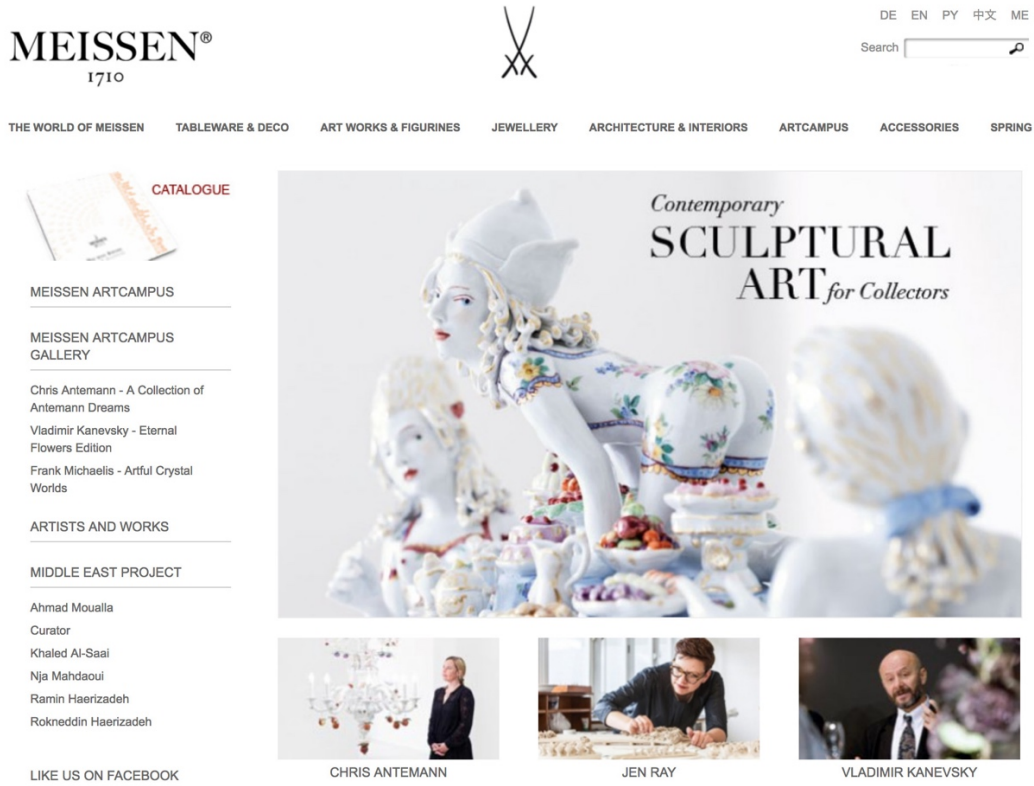 MEISSEN®
1710
DE EN PY 中文 ME
Search
THE WORLD OF MEISSEN TABLEWARE & DECO ART WORKS & FIGURINES JEWELLERY ARCHITECTURE & INTERIORS ARTCAMPUS ACCESSORIES SPRING
CATALOGUE
MEISSEN ARTCAMPUS
MEISSEN ARTCAMPUS
GALLERY
Chris Antemann - A Collection of
Antemann Dreams
Vladimir Kanevsky - Eternal
Flowers Edition
Frank Michaelis - Artful Crystal
Worlds
ARTISTS AND WORKS
MIDDLE EAST PROJECT
Ahmad Moualla
Curator
Khaled Al-Saai
Nja Mahdaoui
Ramin Haerizadeh
Rokneddin Haerizadeh
LIKE US ON FACEBOOK
Contemporary
SCULPTURAL
ART for Collectors
CHRIS ANTEMANN
JEN RAY
VLADIMIR KANEVSKY